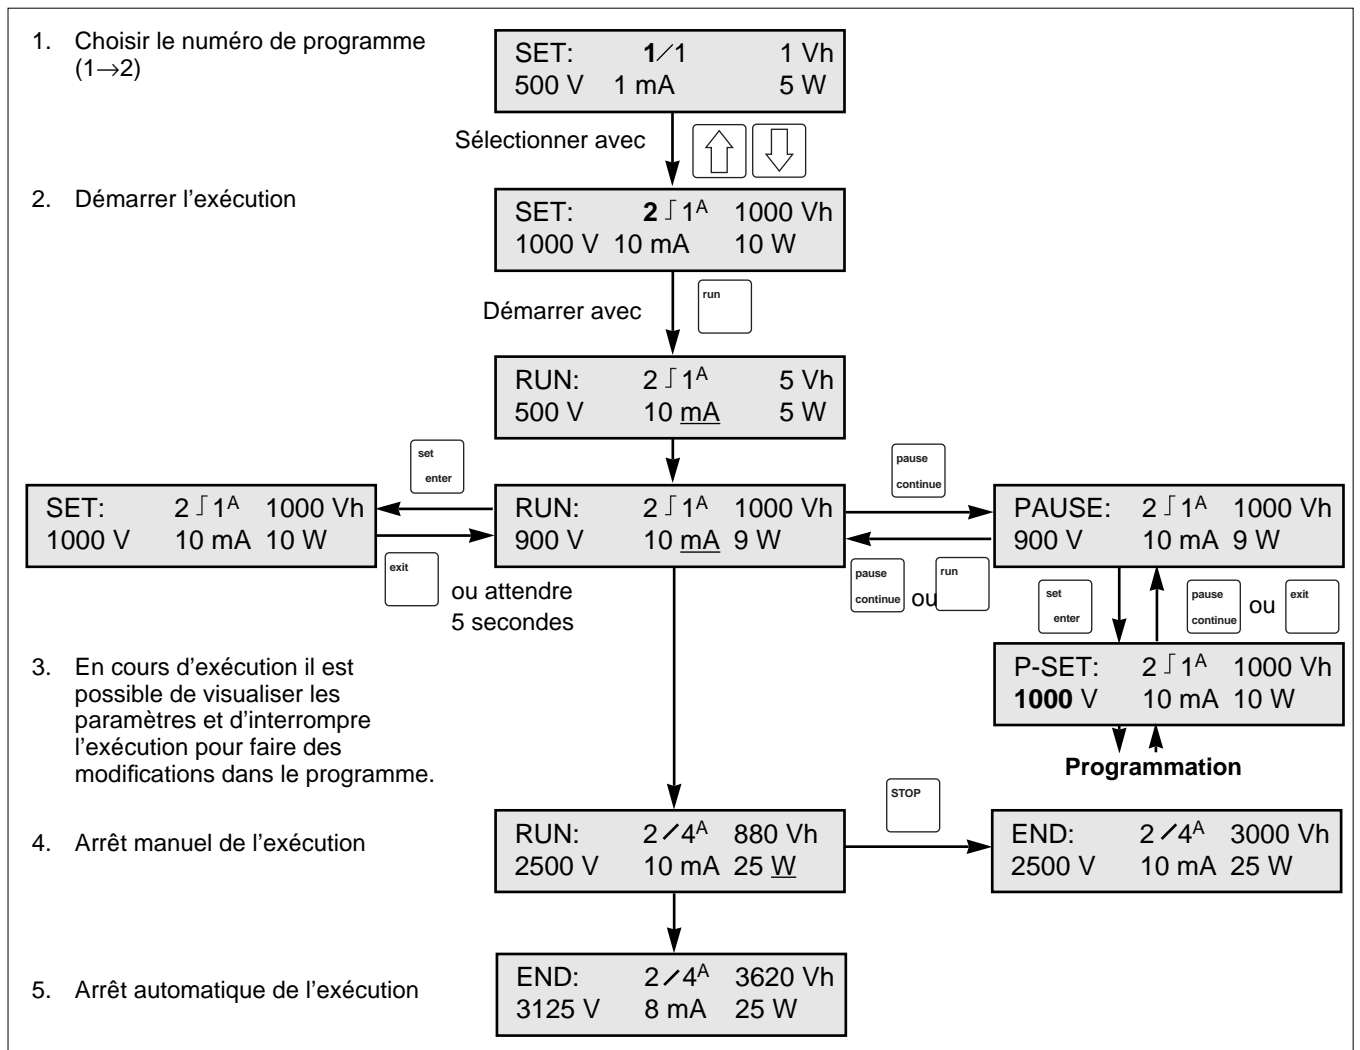 1. Choisir le numéro de programme
(1→2)
SET: 1/1 1 Vh
500 V 1 mA 5 W
Sélectionner avec
2. Démarrer l'exécution
SET: 2 ⌠ 1ᴬ 1000 Vh
1000 V 10 mA 10 W
Démarrer avec
run
RUN: 2 ⌠ 1ᴬ 5 Vh
500 V 10 mA 5 W
set
enter
pause
continue
SET: 2 ⌠ 1ᴬ 1000 Vh
1000 V 10 mA 10 W
RUN: 2 ⌠ 1ᴬ 1000 Vh
900 V 10 mA 9 W
PAUSE: 2 ⌠ 1ᴬ 1000 Vh
900 V 10 mA 9 W
exit
ou attendre
5 secondes
pause
continue
ou
run
set
enter
pause
continue
ou
exit
3. En cours d'exécution il est
possible de visualiser les
paramètres et d'interrompre
l'exécution pour faire des
modifications dans le programme.
P-SET: 2 ⌠ 1ᴬ 1000 Vh
1000 V 10 mA 10 W
Programmation
STOP
4. Arrêt manuel de l'exécution
RUN: 2/4ᴬ 880 Vh
2500 V 10 mA 25 W
END: 2/4ᴬ 3000 Vh
2500 V 10 mA 25 W
5. Arrêt automatique de l'exécution
END: 2/4ᴬ 3620 Vh
3125 V 8 mA 25 W